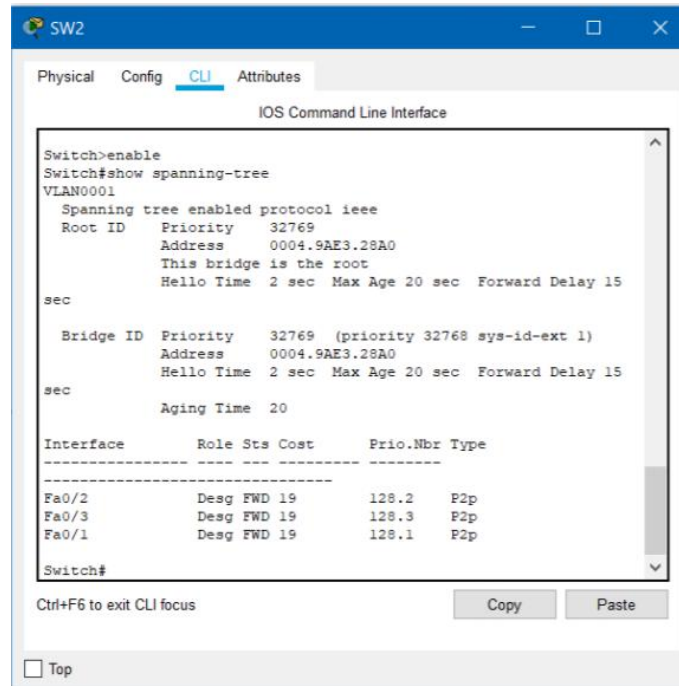 SW2
Physical Config CLI Attributes
IOS Command Line Interface
Switch>enable
Switch#show spanning-tree
VLAN0001
  Spanning tree enabled protocol ieee
  Root ID    Priority    32769
             Address     0004.9AE3.28A0
             This bridge is the root
             Hello Time  2 sec  Max Age 20 sec  Forward Delay 15
sec
  Bridge ID  Priority    32769  (priority 32768 sys-id-ext 1)
             Address     0004.9AE3.28A0
             Hello Time  2 sec  Max Age 20 sec  Forward Delay 15
sec
             Aging Time  20
Interface        Role Sts Cost      Prio.Nbr Type
---------------- ---- --- --------- --------
--------------------------------
Fa0/2            Desg FWD 19        128.2    P2p
Fa0/3            Desg FWD 19        128.3    P2p
Fa0/1            Desg FWD 19        128.1    P2p
Switch#
Ctrl+F6 to exit CLI focus Copy Paste
Top